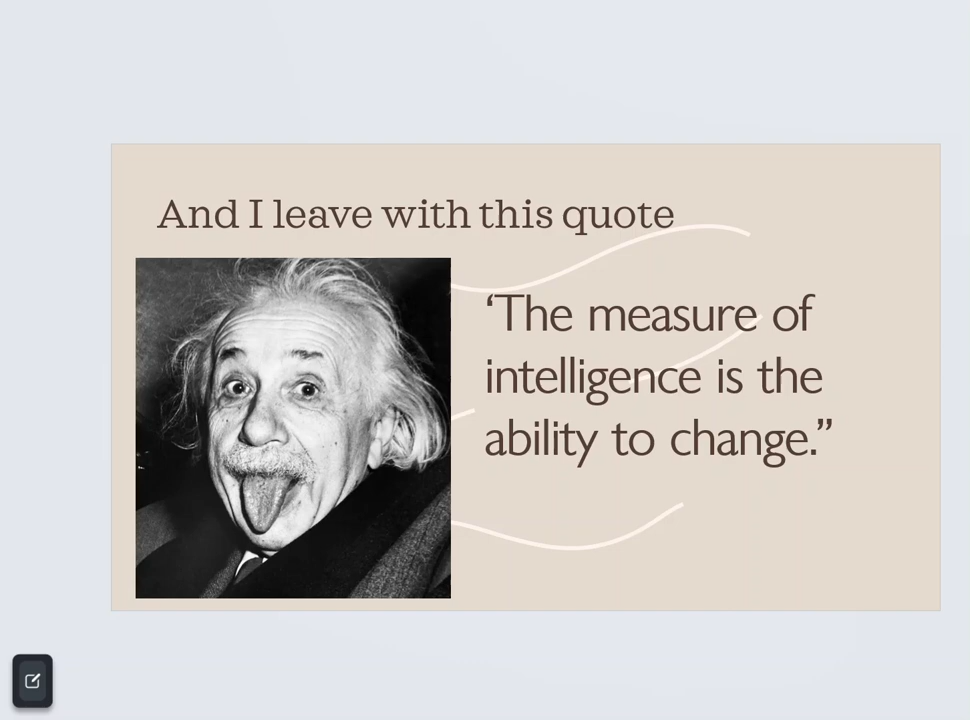 And I leave with this quote
‘The measure of
intelligence is the
ability to change.”